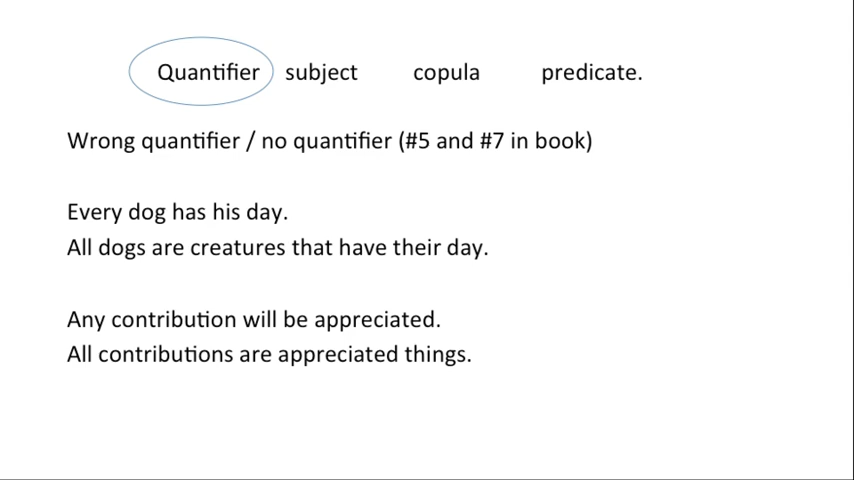 Quantifier subject copula predicate.
Wrong quantifier / no quantifier (#5 and #7 in book)
Every dog has his day.
All dogs are creatures that have their day.
Any contribution will be appreciated.
All contributions are appreciated things.